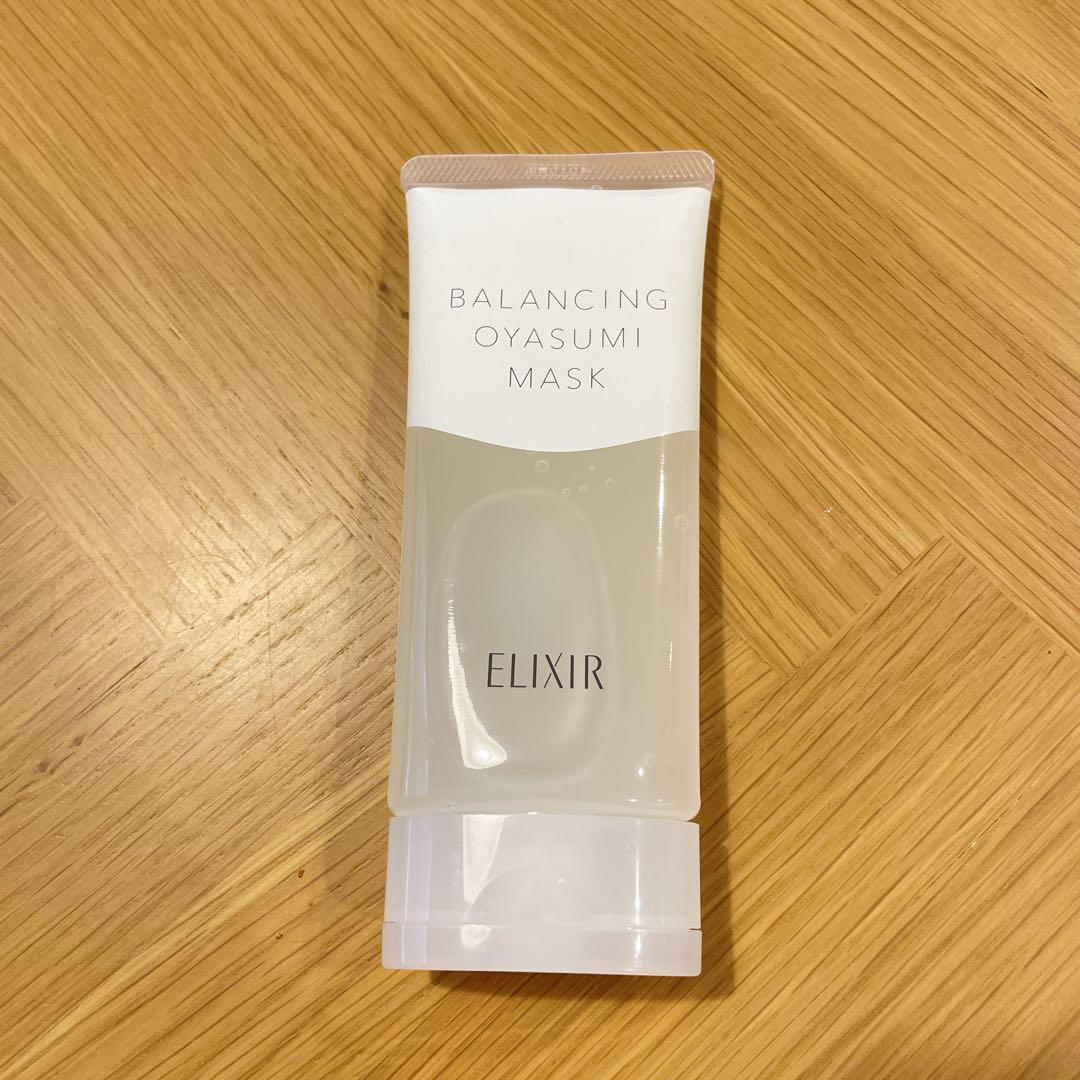 BALANCING
OYASUMI
MASK
ELIXIR